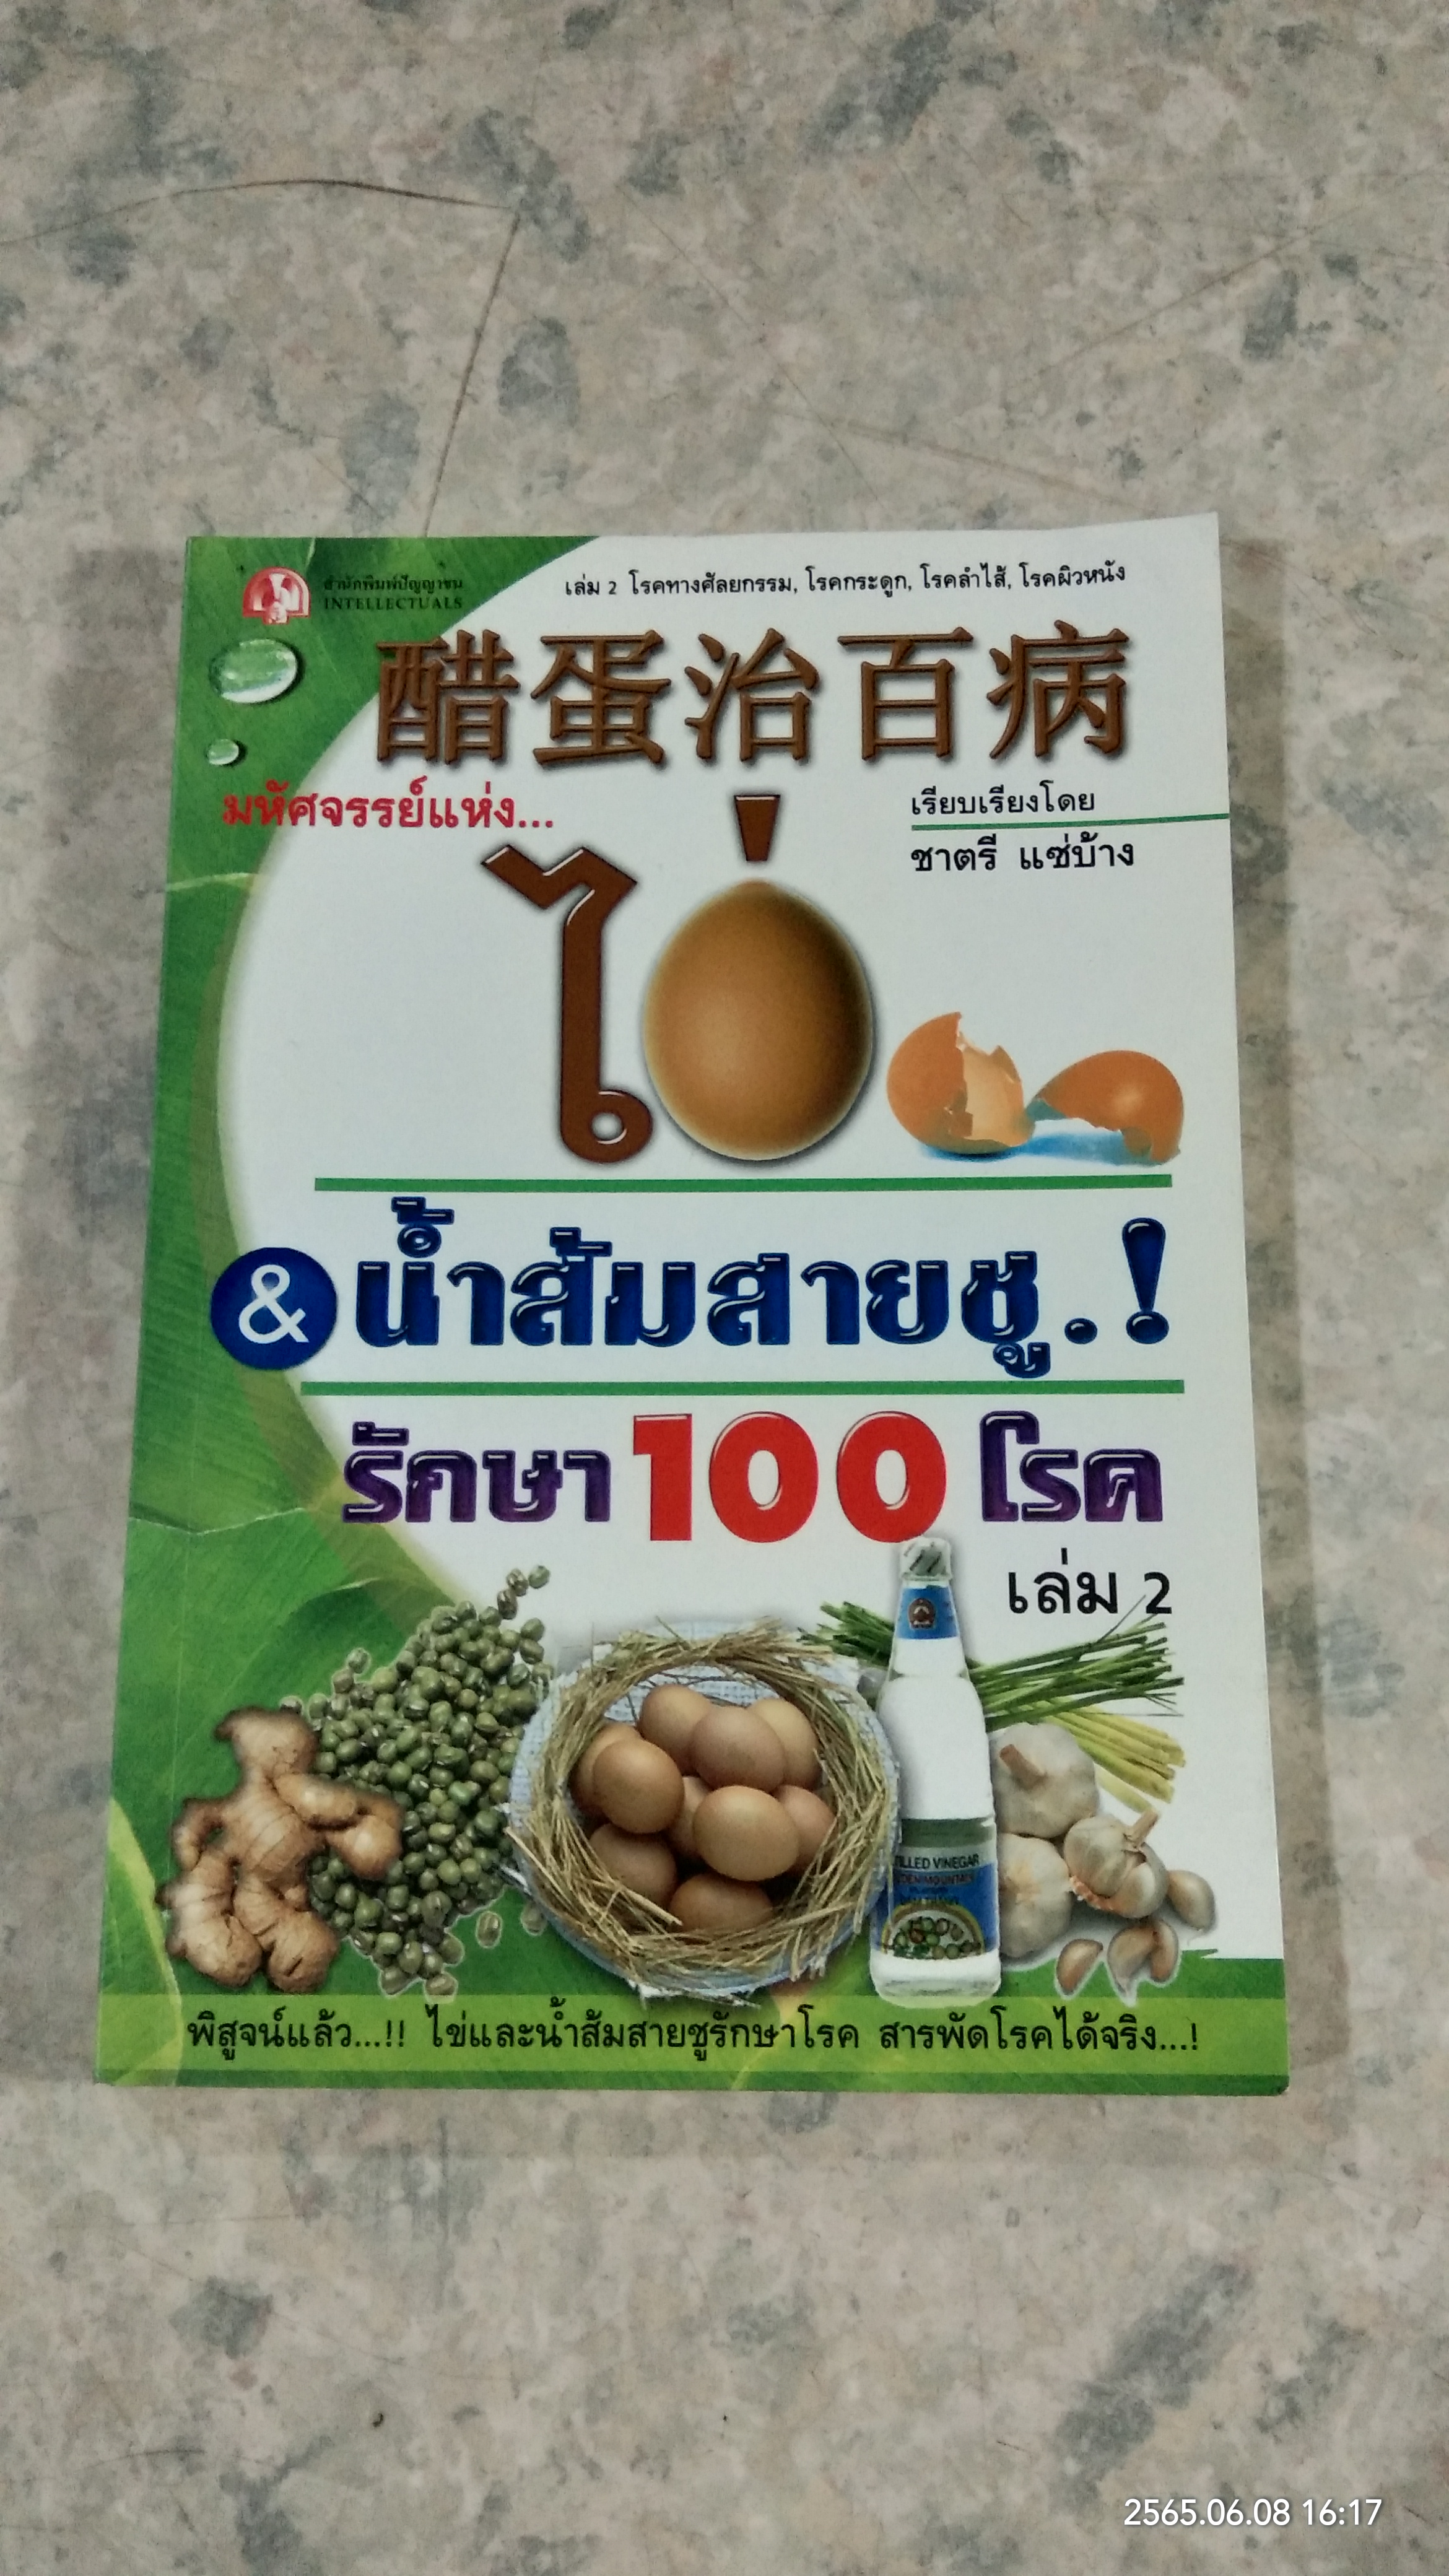 สำนักพิมพ์ปัญญาชน
INTELLECTUALS
เล่ม 2 โรคทางศัลยกรรม, โรคกระดูก, โรคลำไส้, โรคผิวหนัง
醋蛋治百病
มหัศจรรย์แห่ง...
เรียบเรียงโดย
ชาตรี แซ่บ้าง
ไข่
& น้ำส้มสายชู.!
รักษา 100 โรค
เล่ม 2
TILLED VINEGAR
DEN MOUNTAIN
พิสูจน์แล้ว...!! ไข่และน้ำส้มสายชูรักษาโรค สารพัดโรคได้จริง...!
2565.06.08 16:17